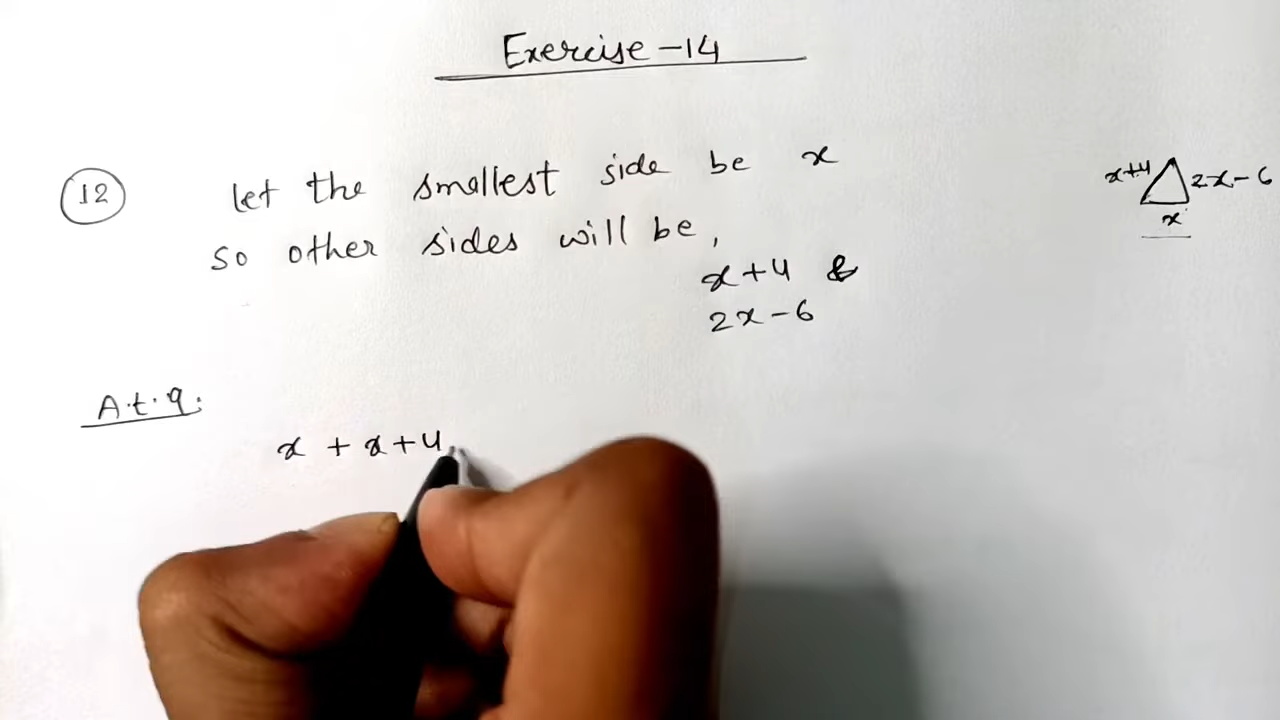 Exercise - 14
12 let the smallest side be x
so other sides will be,
x + 4 &
2x - 6
x+4 2x - 6
x
A.t.q.
x + x + 4